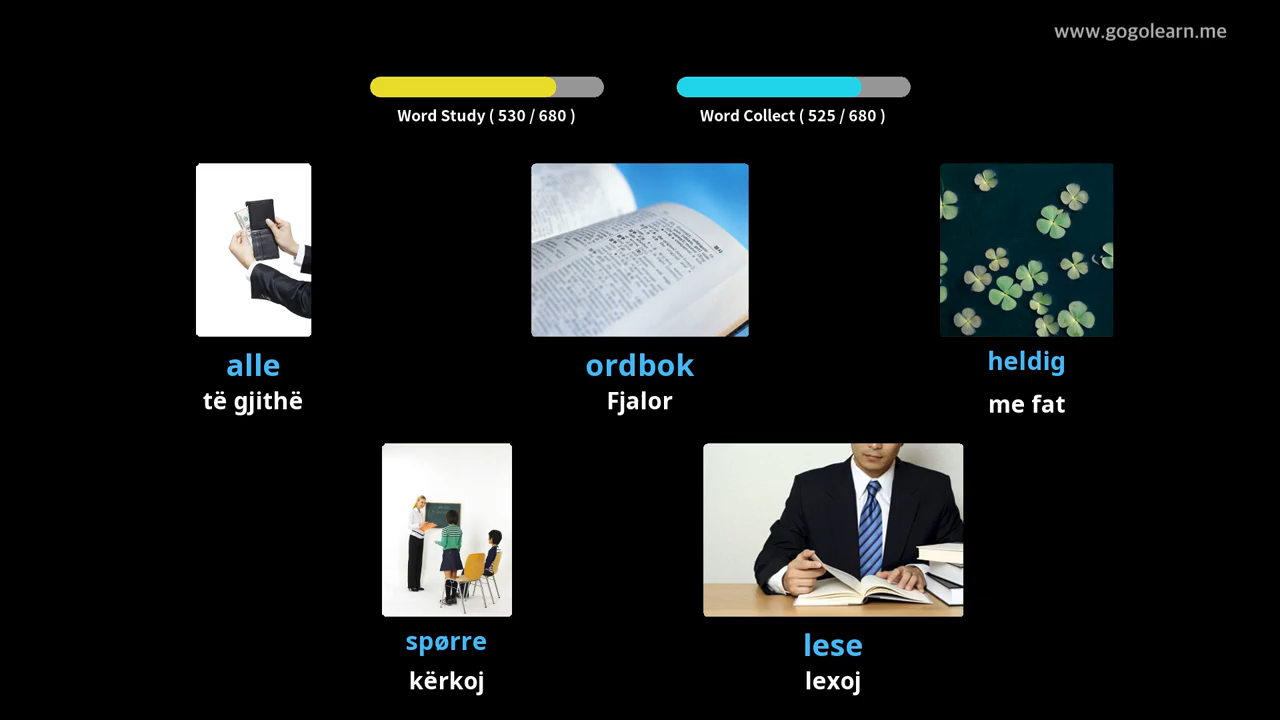 www.gogolearn.me
Word Study ( 530 / 680 )
Word Collect ( 525 / 680 )
alle
të gjithë
ordbok
Fjalor
heldig
me fat
spørre
kërkoj
lese
lexoj